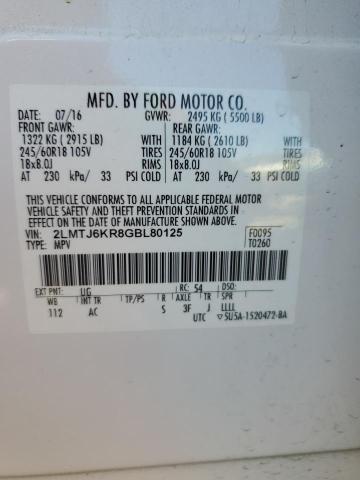 MFD. BY FORD MOTOR CO.
DATE: 07/16 GVWR: 2495 KG ( 5500 LB)
FRONT GAWR: REAR GAWR:
1322 KG ( 2915 LB) WITH 1184 KG ( 2610 LB) WITH
245/60R18 105V TIRES 245/60R18 105V TIRES
18x8.0J RIMS 18x8.0J RIMS
AT 230 kPa/ 33 PSI COLD AT 230 kPa/ 33 PSI COLD
THIS VEHICLE CONFORMS TO ALL APPLICABLE FEDERAL MOTOR
VEHICLE SAFETY AND BUMPER STANDARDS IN EFFECT ON THE
DATE OF MANUFACTURE SHOWN ABOVE.
VIN: 2LMTJ6KR8GBL80125 F0095
TYPE: MPV T0260
EXT PNT: UG RC: 54 DSO:
WB INT TR TP/PS R AXLE TR SPR
112 AC S 3F J LLLL
UTC 5U5A-1520472-BA